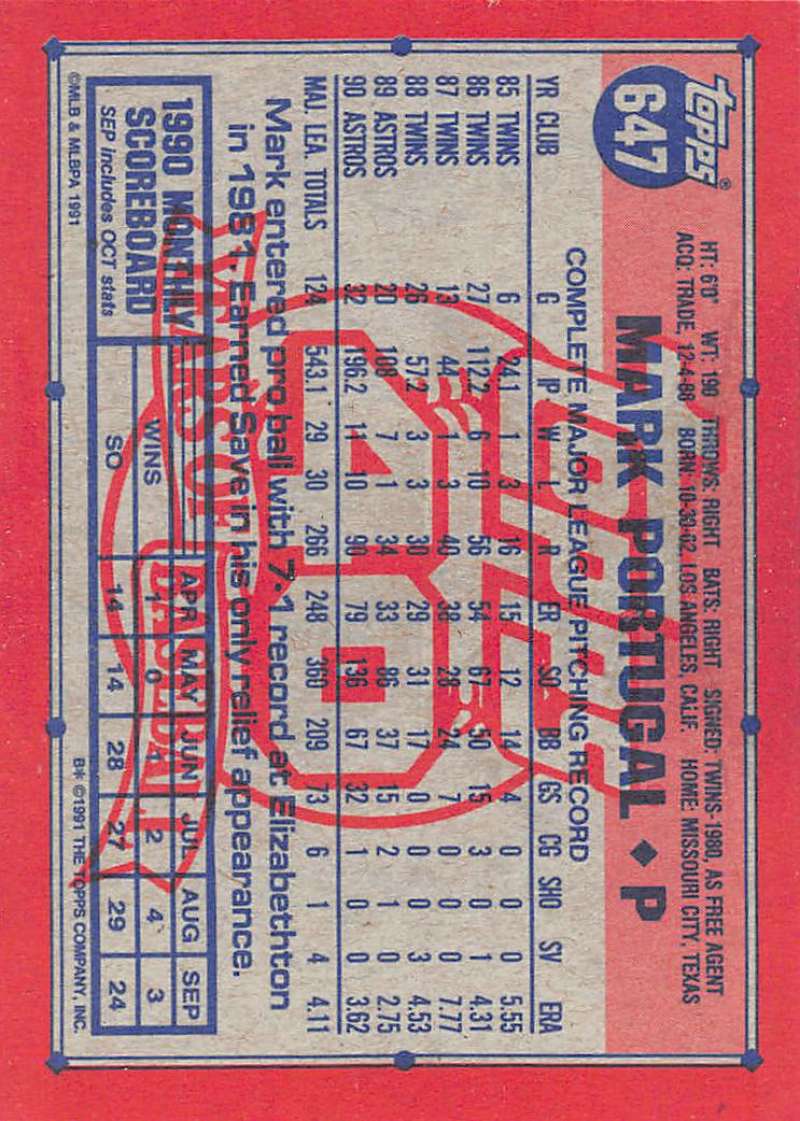 topps®
647
HT: 6'0" WT: 190 THROWS: RIGHT BATS: RIGHT SIGNED: TWINS-1980, AS FREE AGENT
ACQ: TRADE, 12-4-88 BORN: 10-30-62, LOS ANGELES, CALIF. HOME: MISSOURI CITY, TEXAS
MARK PORTUGAL ♦ P
COMPLETE MAJOR LEAGUE PITCHING RECORD
YR CLUB G IP W L R ER SO BB GS CG SHO SV ERA
85 TWINS 6 24.1 1 3 16 15 12 14 4 0 0 0 5.55
86 TWINS 27 112.2 6 10 56 54 67 50 15 3 0 1 4.31
87 TWINS 13 44 1 3 40 38 28 24 7 0 0 0 7.77
88 TWINS 26 57.2 3 3 30 29 31 17 0 0 0 3 4.53
89 ASTROS 20 108 7 1 34 33 86 37 15 2 1 0 2.75
90 ASTROS 32 196.2 11 10 90 79 136 67 32 1 0 0 3.62
MAJ. LEA. TOTALS 124 543.1 29 30 266 248 360 209 73 6 1 4 4.11
Mark entered pro ball with 7-1 record at Elizabethton
in 1981. Earned Save in his only relief appearance.
1990 MONTHLY
SCOREBOARD
SEP includes OCT stats
APR MAY JUN JUL AUG SEP
WINS 1 0 1 2 4 3
SO 14 14 28 27 29 24
40
YEARS OF BASEBALL
©MLB & MLBPA 1991
B* ©1991 THE TOPPS COMPANY, INC.